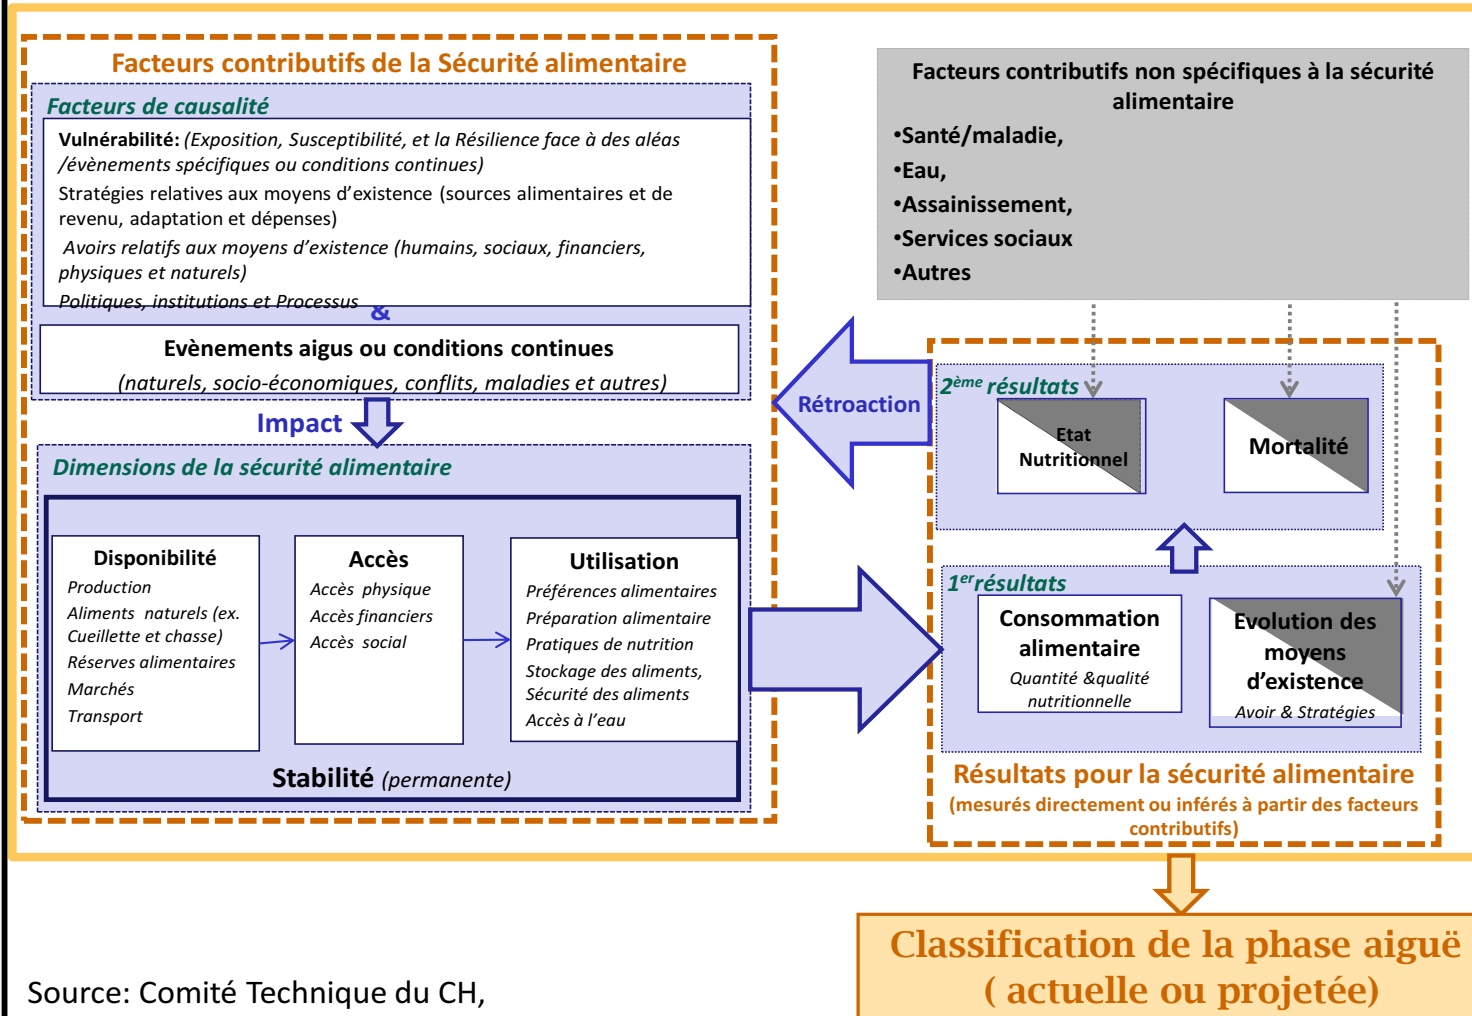 Facteurs contributifs de la Sécurité alimentaire
Facteurs de causalité
Vulnérabilité: (Exposition, Susceptibilité, et la Résilience face à des aléas
/évènements spécifiques ou conditions continues)
Stratégies relatives aux moyens d’existence (sources alimentaires et de
revenu, adaptation et dépenses)
Avoirs relatifs aux moyens d’existence (humains, sociaux, financiers,
physiques et naturels)
Politiques, institutions et Processus
&
Evènements aigus ou conditions continues
(naturels, socio-économiques, conflits, maladies et autres)
Impact
Dimensions de la sécurité alimentaire
Disponibilité
Production
Aliments naturels (ex.
Cueillette et chasse)
Réserves alimentaires
Marchés
Transport
Accès
Accès physique
Accès financiers
Accès social
Utilisation
Préférences alimentaires
Préparation alimentaire
Pratiques de nutrition
Stockage des aliments,
Sécurité des aliments
Accès à l’eau
Stabilité (permanente)
Facteurs contributifs non spécifiques à la sécurité
alimentaire
•Santé/maladie,
•Eau,
•Assainissement,
•Services sociaux
•Autres
Rétroaction
2ème résultats
Etat
Nutritionnel
Mortalité
1er résultats
Consommation
alimentaire
Quantité &qualité
nutritionnelle
Evolution des
moyens
d’existence
Avoir & Stratégies
Résultats pour la sécurité alimentaire
(mesurés directement ou inférés à partir des facteurs
contributifs)
Classification de la phase aiguë
( actuelle ou projetée)
Source: Comité Technique du CH,